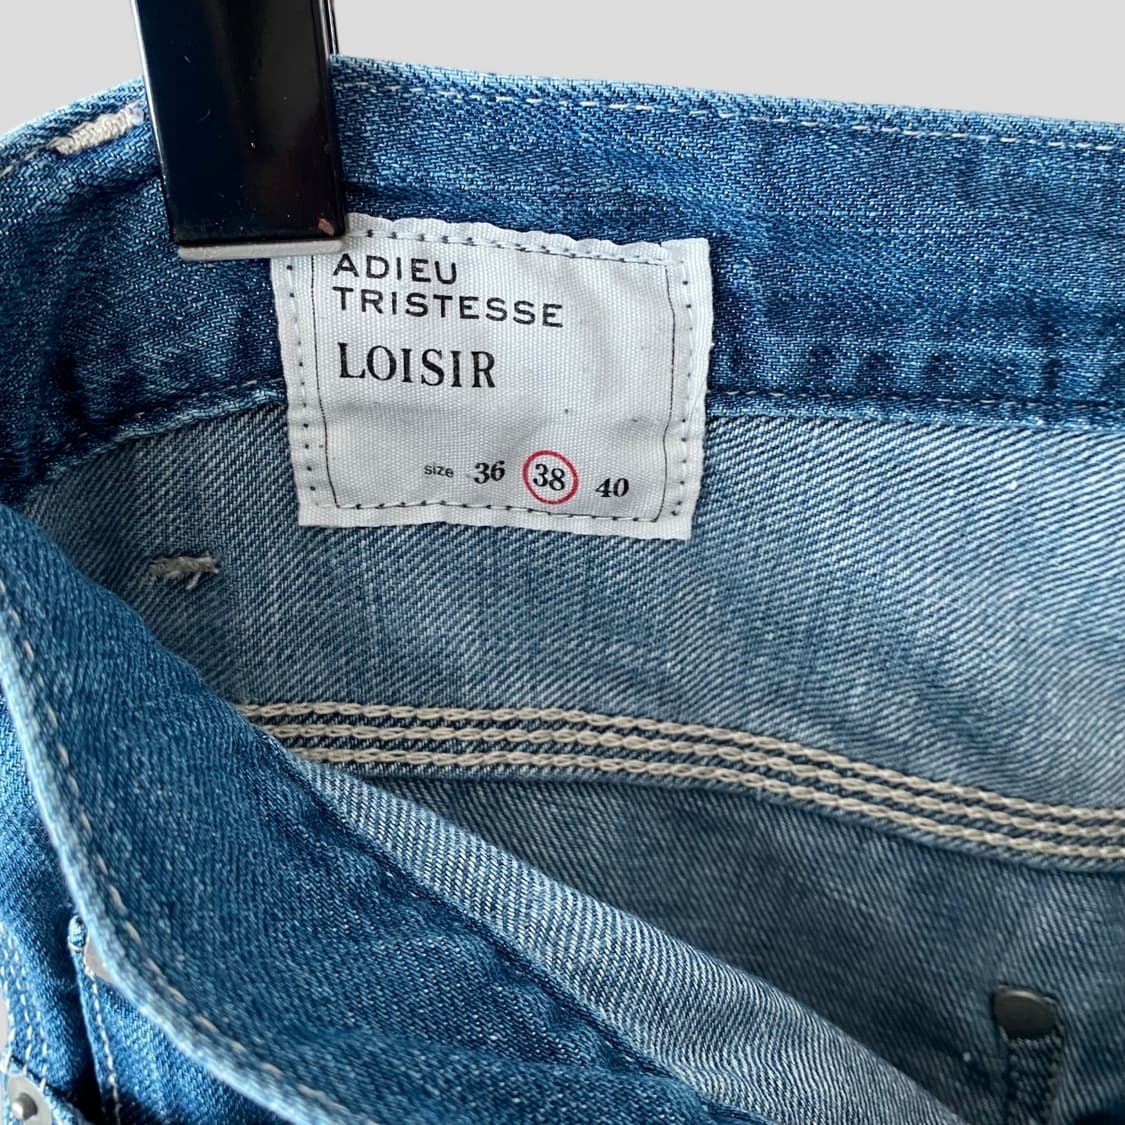 ADIEU
TRISTESSE
LOISIR
size 36 38 40